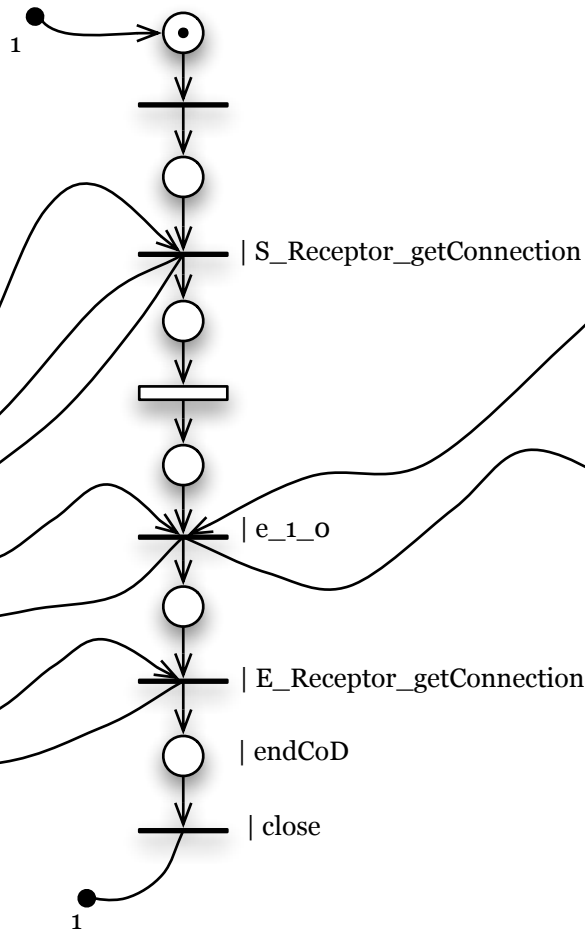 1
| S_Receptor_getConnection
| e_1_0
| E_Receptor_getConnection
| endCoD
| close
1